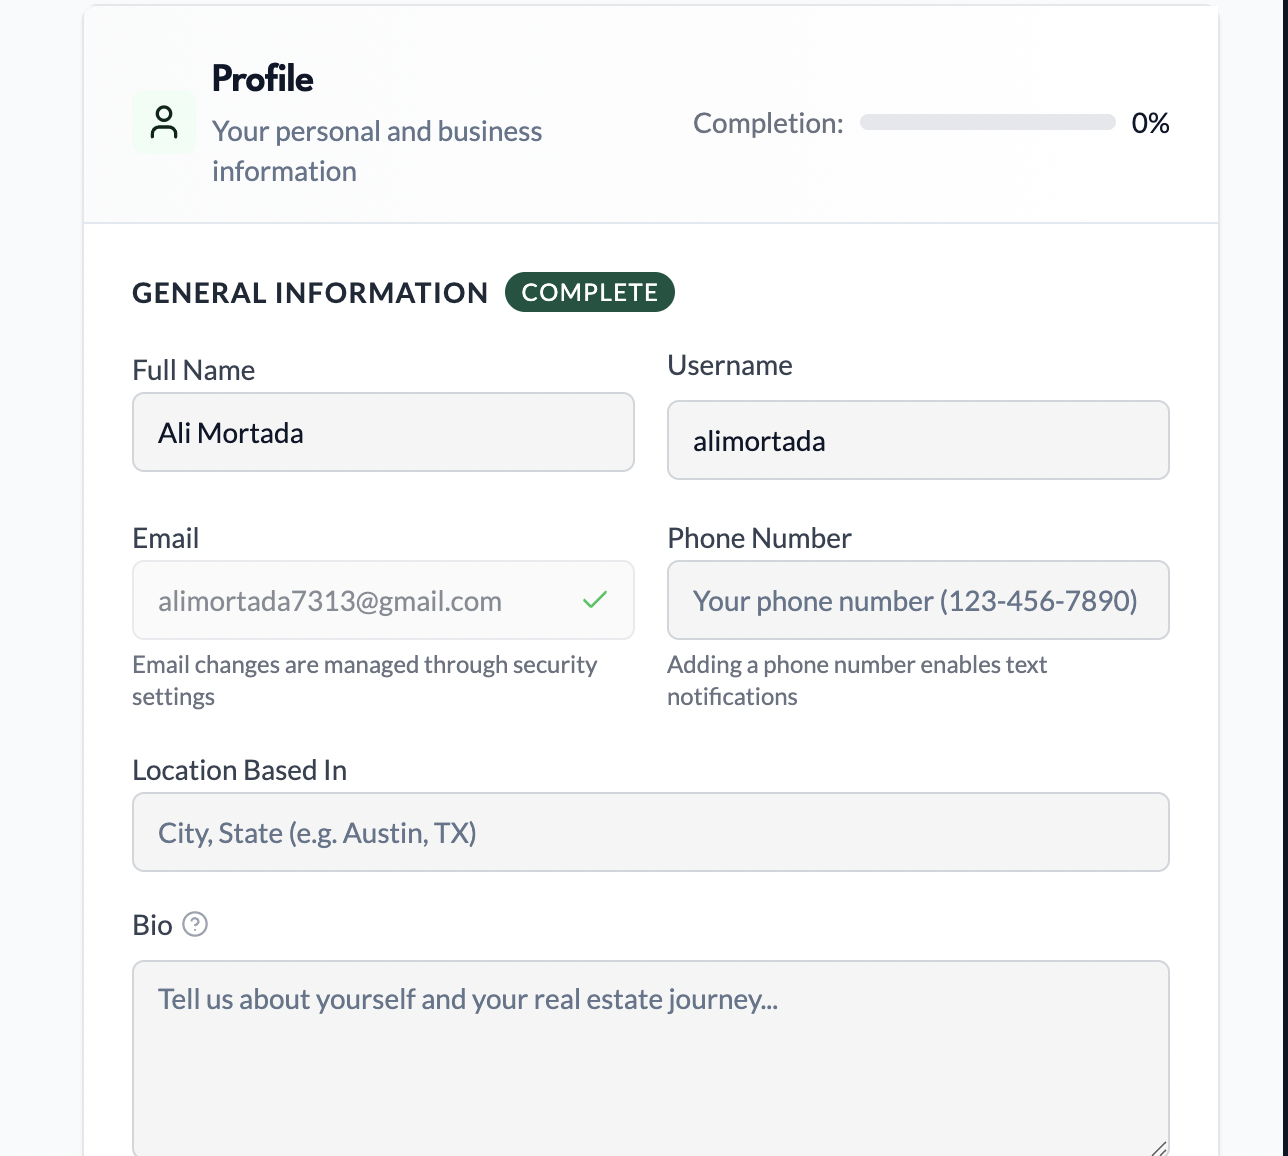 Profile
Your personal and business
information
Completion: 0%
GENERAL INFORMATION COMPLETE
Full Name
Ali Mortada
Username
alimortada
Email
alimortada7313@gmail.com
Email changes are managed through security
settings
Phone Number
Your phone number (123-456-7890)
Adding a phone number enables text
notifications
Location Based In
City, State (e.g. Austin, TX)
Bio ?
Tell us about yourself and your real estate journey...